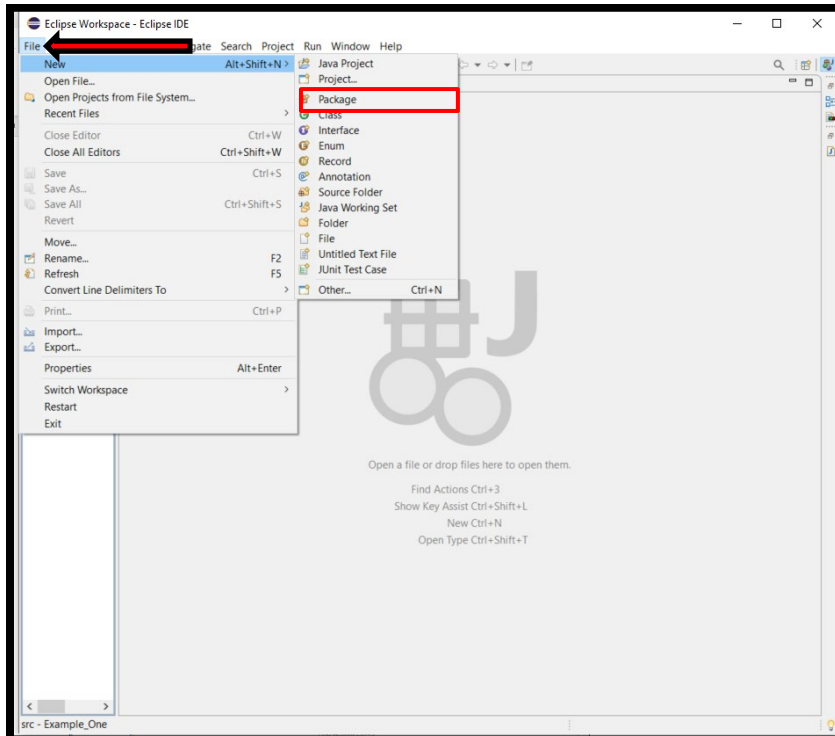 Eclipse Workspace - Eclipse IDE
File gate Search Project Run Window Help
New Alt+Shift+N >
Open File...
Open Projects from File System...
Recent Files >
Close Editor Ctrl+W
Close All Editors Ctrl+Shift+W
Save Ctrl+S
Save As...
Save All Ctrl+Shift+S
Revert
Move...
Rename... F2
Refresh F5
Convert Line Delimiters To >
Print... Ctrl+P
Import...
Export...
Properties Alt+Enter
Switch Workspace >
Restart
Exit
Java Project
Project...
Package
Class
Interface
Enum
Record
Annotation
Source Folder
Java Working Set
Folder
File
Untitled Text File
JUnit Test Case
Other... Ctrl+N
Open a file or drop files here to open them.
Find Actions Ctrl+3
Show Key Assist Ctrl+Shift+L
New Ctrl+N
Open Type Ctrl+Shift+T
src - Example_One